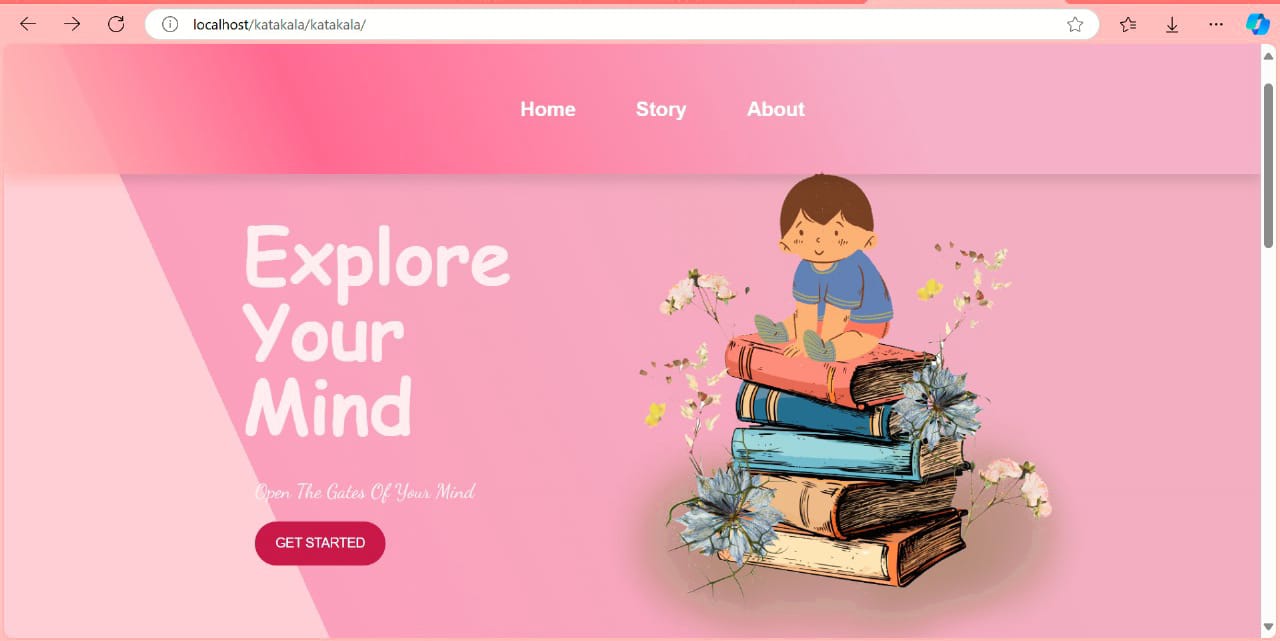 localhost/katakala/katakala/
Home Story About
Explore
Your
Mind
Open The Gates Of Your Mind
GET STARTED